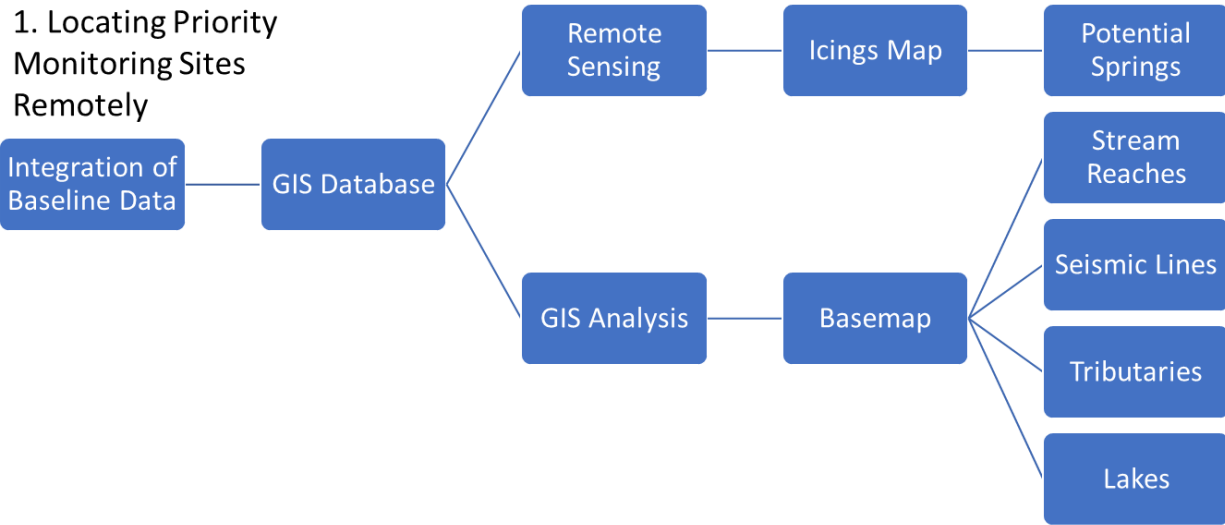 1. Locating Priority
Monitoring Sites
Remotely
Integration of
Baseline Data
GIS Database
Remote
Sensing
Icings Map
Potential
Springs
GIS Analysis
Basemap
Stream
Reaches
Seismic Lines
Tributaries
Lakes